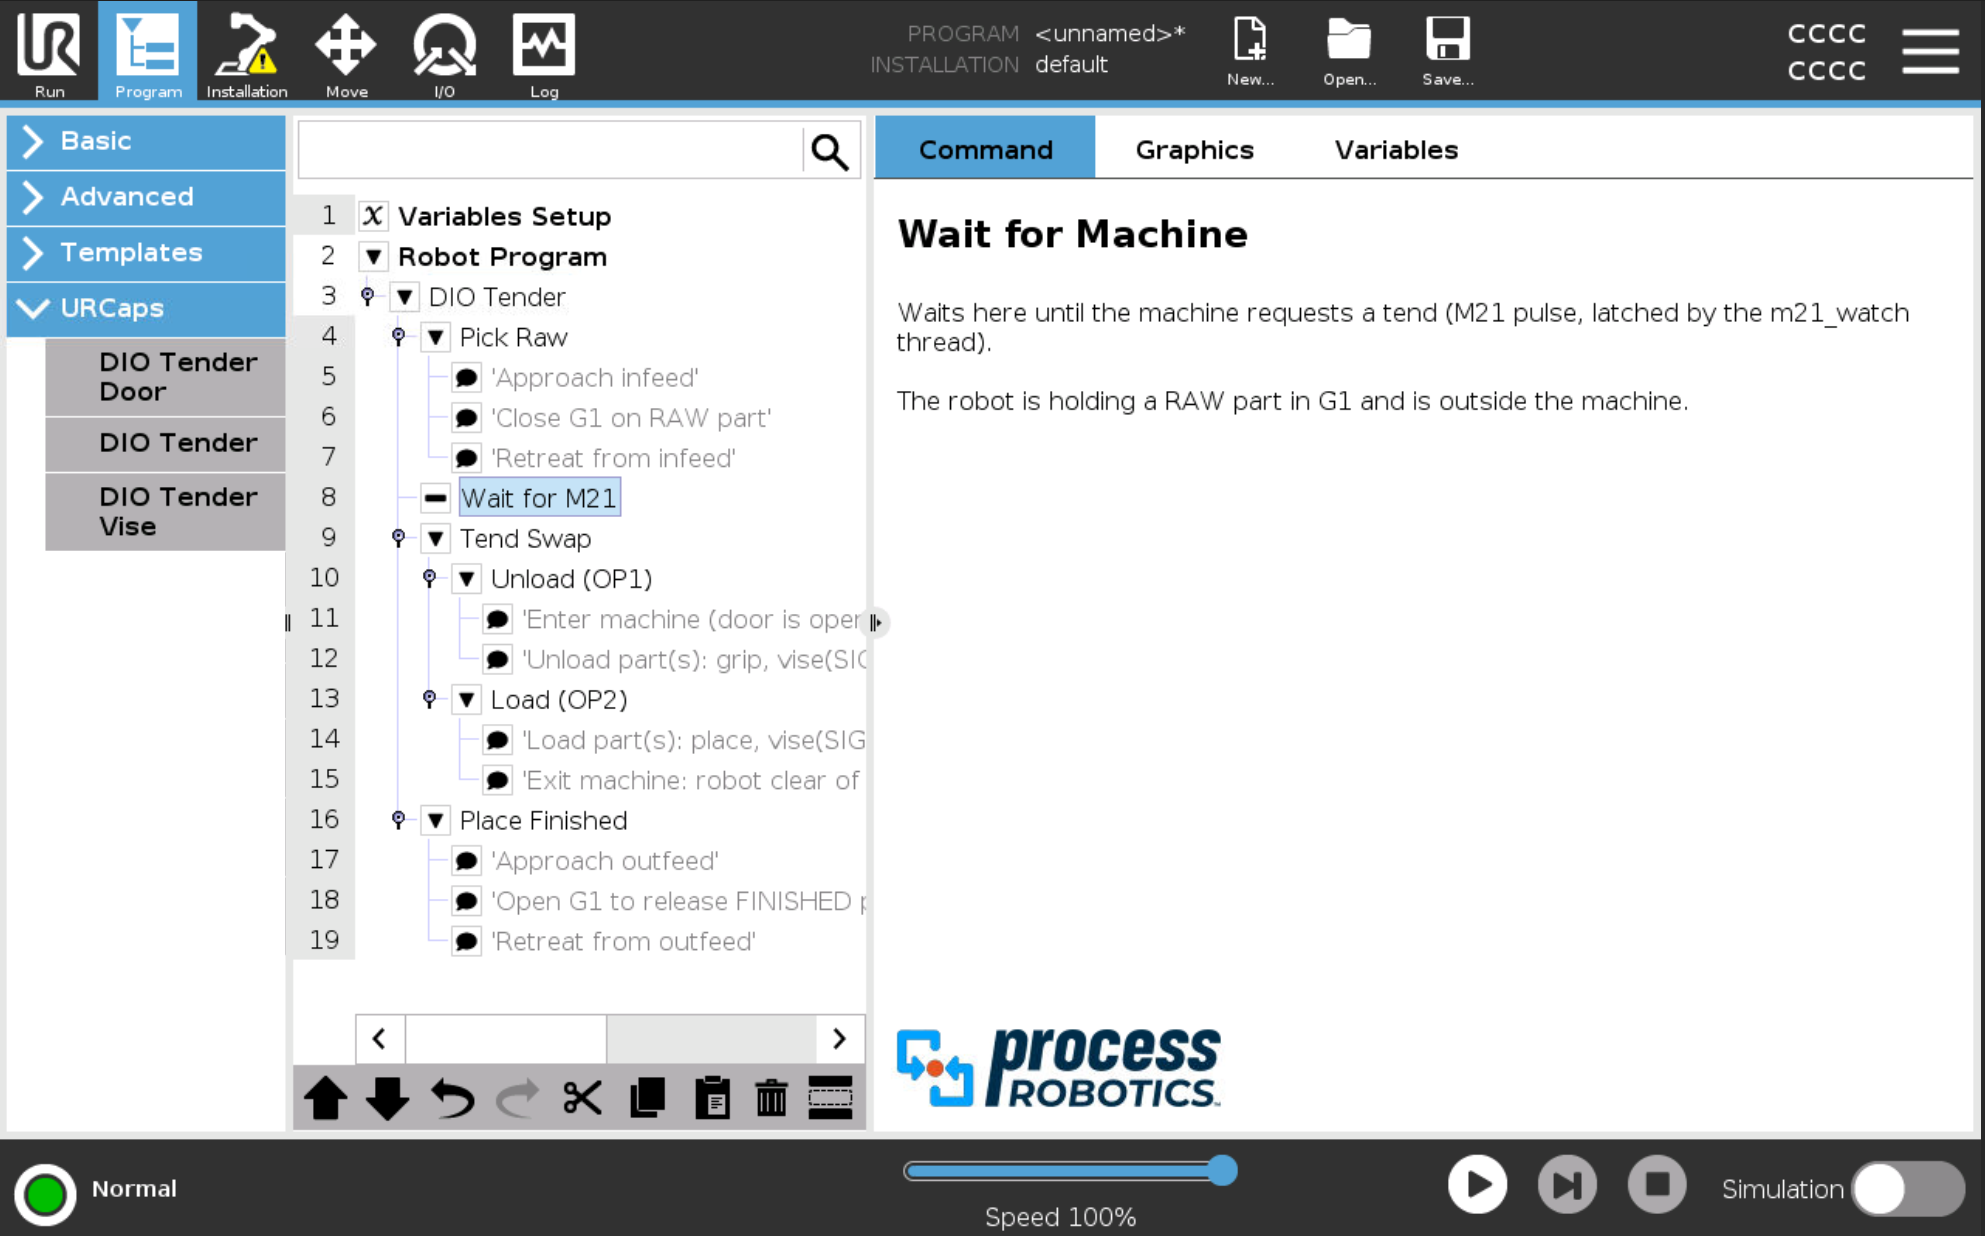 PROGRAM <unnamed>*
INSTALLATION default
CCCC
CCCC
Run Program Installation Move I/O Log New... Open... Save...
Basic
Advanced
Templates
URCaps
DIO Tender
Door
DIO Tender
DIO Tender
Vise
1 X Variables Setup
2 Robot Program
3 DIO Tender
4 Pick Raw
5 'Approach infeed'
6 'Close G1 on RAW part'
7 'Retreat from infeed'
8 Wait for M21
9 Tend Swap
10 Unload (OP1)
11 'Enter machine (door is oper
12 'Unload part(s): grip, vise(SIG
13 Load (OP2)
14 'Load part(s): place, vise(SIG
15 'Exit machine: robot clear of
16 Place Finished
17 'Approach outfeed'
18 'Open G1 to release FINISHED p
19 'Retreat from outfeed'
Command Graphics Variables
Wait for Machine
Waits here until the machine requests a tend (M21 pulse, latched by the m21_watch
thread).
The robot is holding a RAW part in G1 and is outside the machine.
process
ROBOTICS
Normal
Speed 100%
Simulation